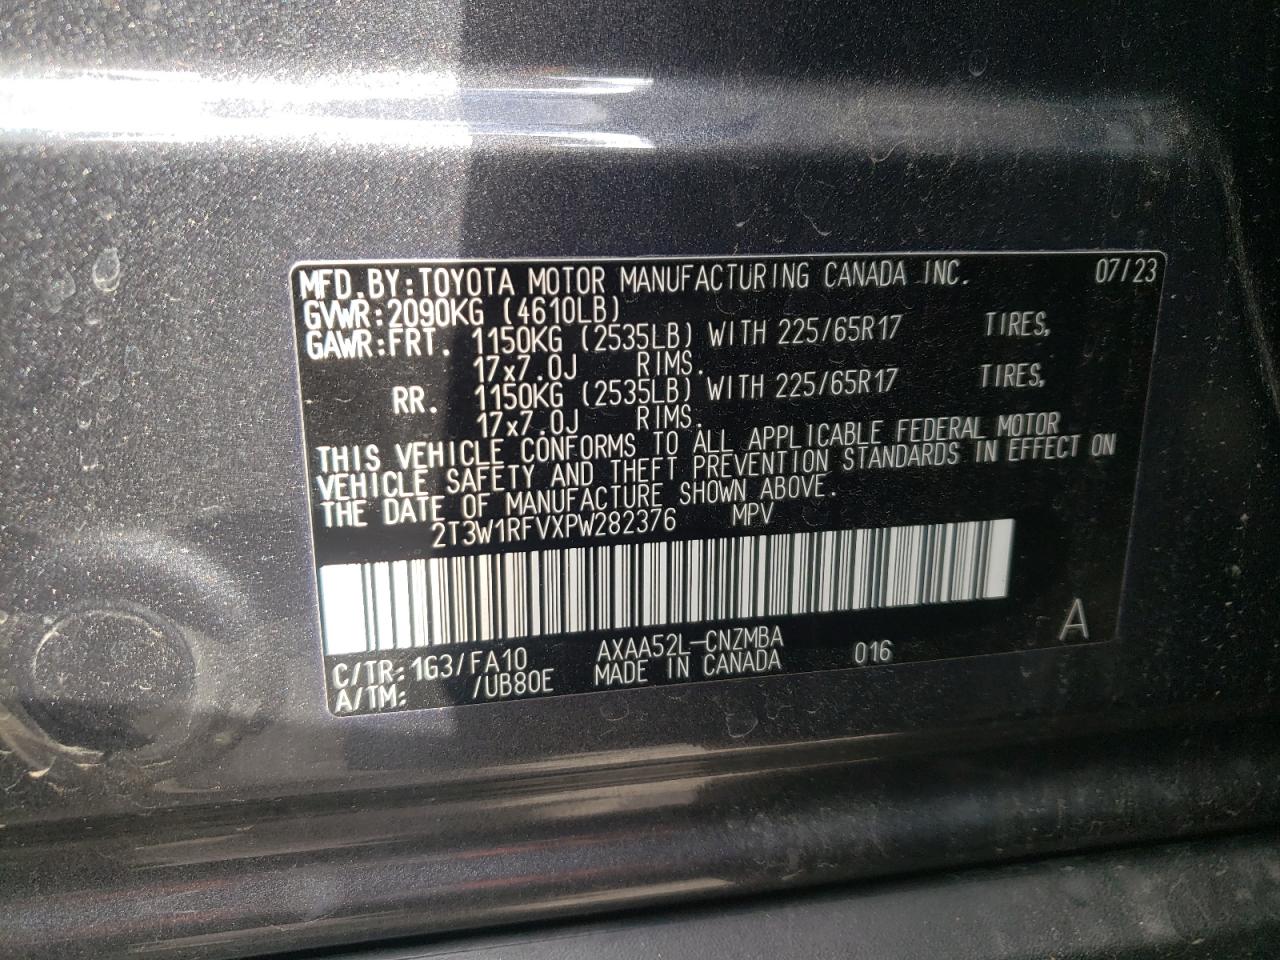 MFD.BY:TOYOTA MOTOR MANUFACTURING CANADA INC. 07/23
GVWR:2090KG (4610LB)
GAWR:FRT. 1150KG (2535LB) WITH 225/65R17 TIRES,
17x7.0J RIMS.
RR. 1150KG (2535LB) WITH 225/65R17 TIRES,
17x7.0J RIMS.
THIS VEHICLE CONFORMS TO ALL APPLICABLE FEDERAL MOTOR
VEHICLE SAFETY AND THEFT PREVENTION STANDARDS IN EFFECT ON
THE DATE OF MANUFACTURE SHOWN ABOVE.
2T3W1RFVXPW282376 MPV
A
C/TR:1G3/FA10 AXAA52L-CNZMBA 016
A/TM: /UB80E MADE IN CANADA